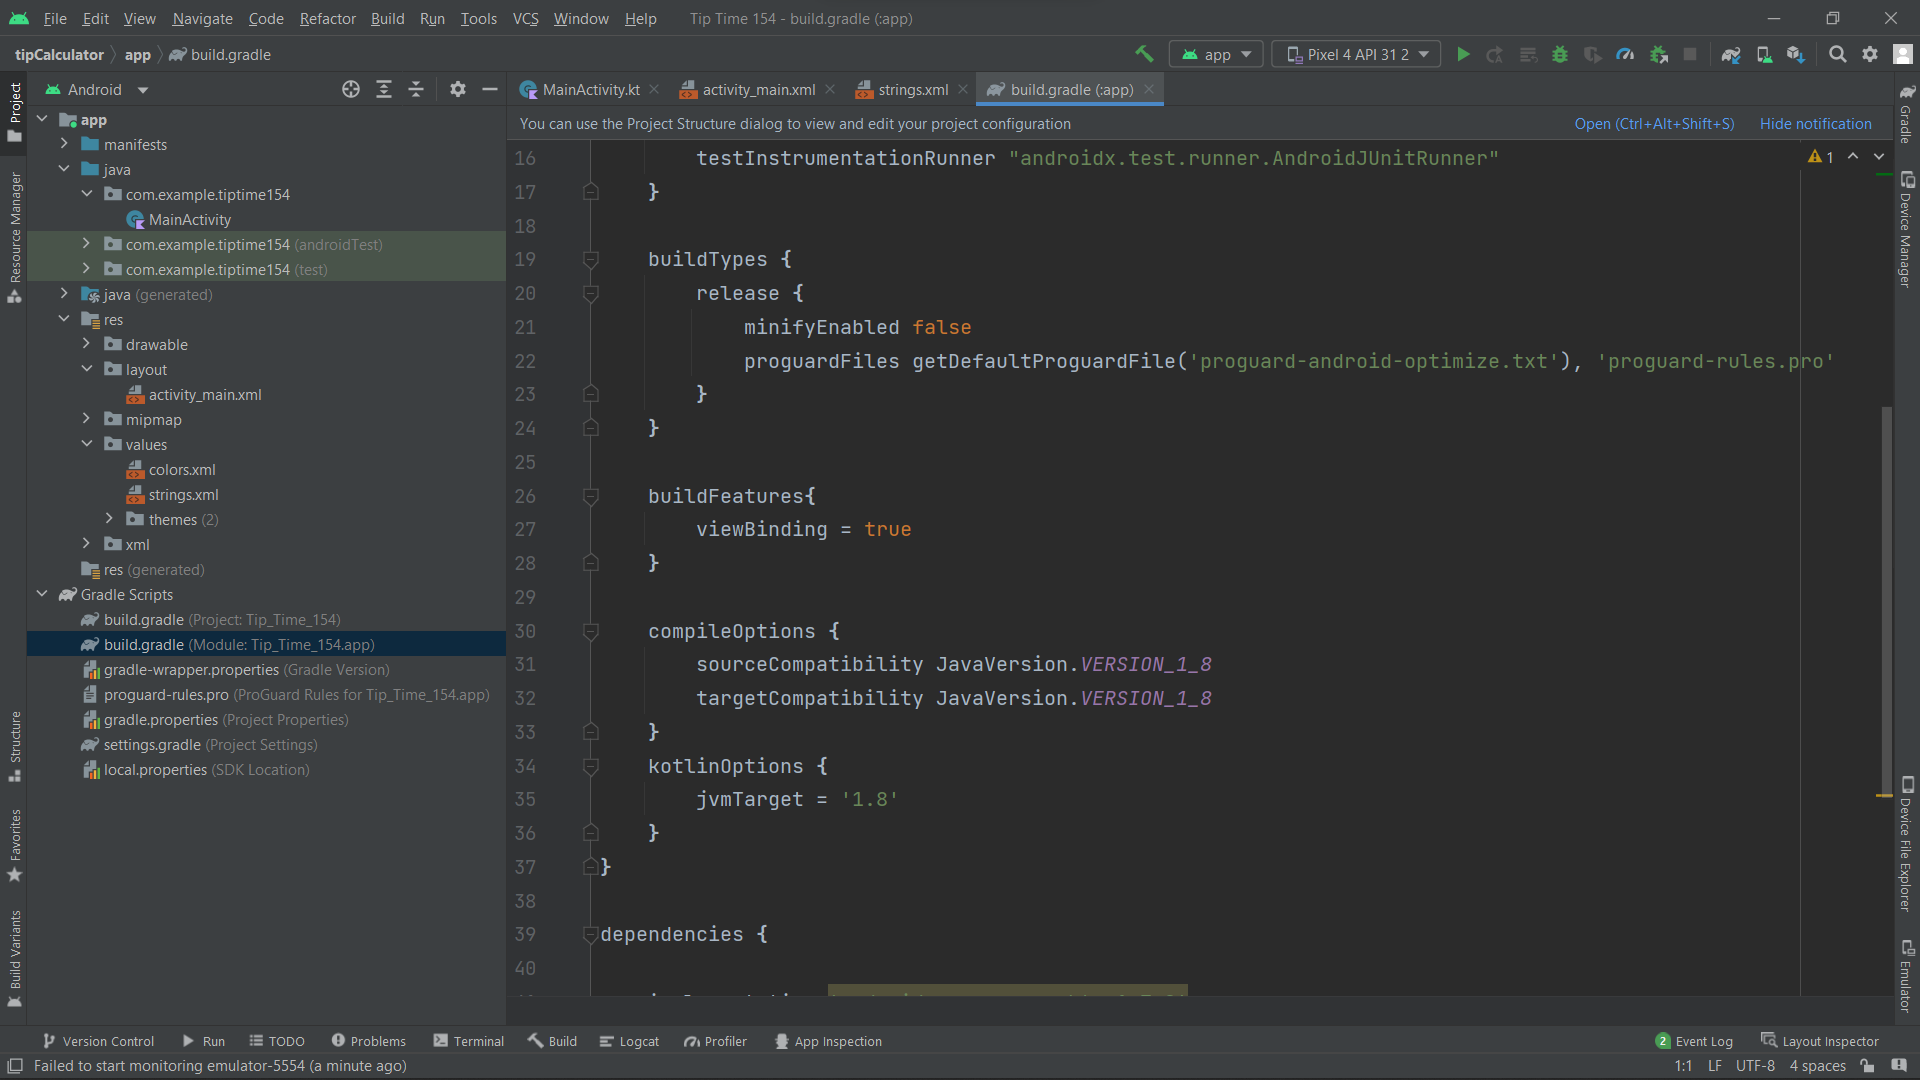 File Edit View Navigate Code Refactor Build Run Tools VCS Window Help Tip Time 154 - build.gradle (:app)
tipCalculator app build.gradle app Pixel 4 API 31 2
Android
MainActivity.kt activity_main.xml strings.xml build.gradle (:app)
You can use the Project Structure dialog to view and edit your project configuration Open (Ctrl+Alt+Shift+S) Hide notification
Project
Resource Manager
Structure
Favorites
Build Variants
app
manifests
java
com.example.tiptime154
MainActivity
com.example.tiptime154 (androidTest)
com.example.tiptime154 (test)
java (generated)
res
drawable
layout
activity_main.xml
mipmap
values
colors.xml
strings.xml
themes (2)
xml
res (generated)
Gradle Scripts
build.gradle (Project: Tip_Time_154)
build.gradle (Module: Tip_Time_154.app)
gradle-wrapper.properties (Gradle Version)
proguard-rules.pro (ProGuard Rules for Tip_Time_154.app)
gradle.properties (Project Properties)
settings.gradle (Project Settings)
local.properties (SDK Location)
16 testInstrumentationRunner "androidx.test.runner.AndroidJUnitRunner"
17 }
18
19 buildTypes {
20 release {
21 minifyEnabled false
22 proguardFiles getDefaultProguardFile('proguard-android-optimize.txt'), 'proguard-rules.pro'
23 }
24 }
25
26 buildFeatures{
27 viewBinding = true
28 }
29
30 compileOptions {
31 sourceCompatibility JavaVersion.VERSION_1_8
32 targetCompatibility JavaVersion.VERSION_1_8
33 }
34 kotlinOptions {
35 jvmTarget = '1.8'
36 }
37 }
38
39 dependencies {
40
1
Gradle
Device Manager
Device File Explorer
Emulator
Version Control Run TODO Problems Terminal Build Logcat Profiler App Inspection 2 Event Log Layout Inspector
Failed to start monitoring emulator-5554 (a minute ago) 1:1 LF UTF-8 4 spaces